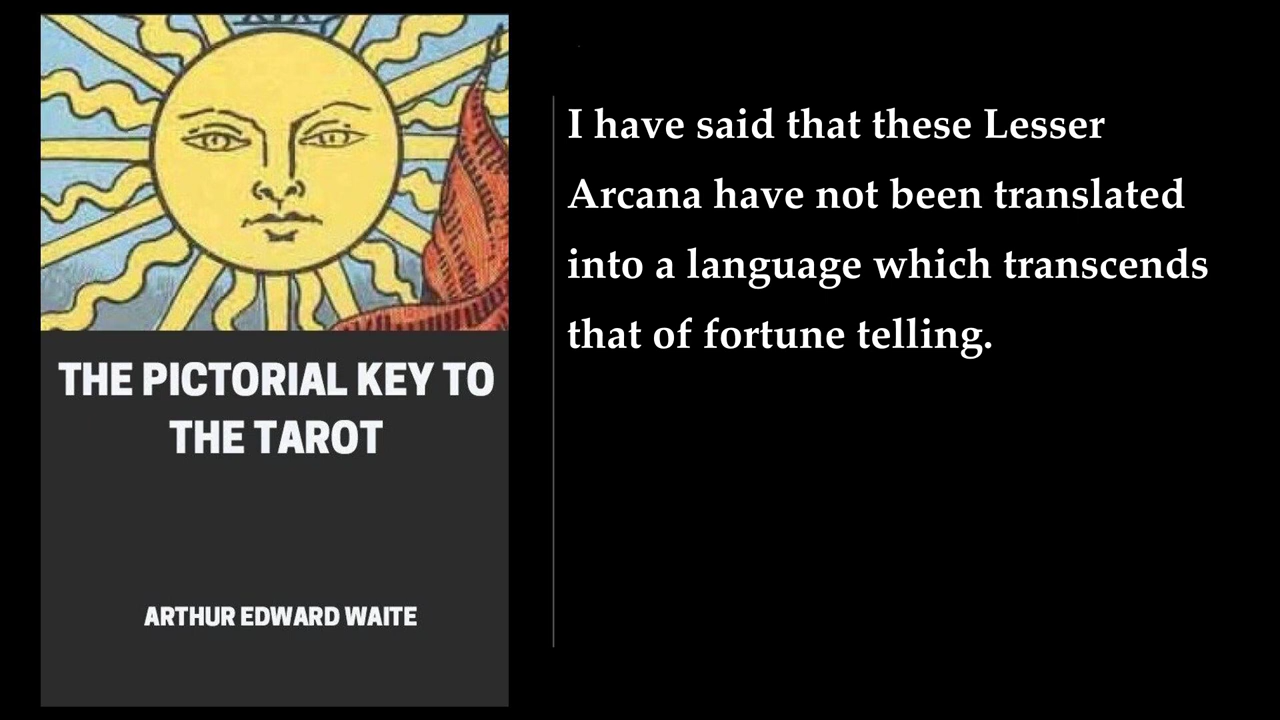 XIX
THE PICTORIAL KEY TO
THE TAROT
ARTHUR EDWARD WAITE
I have said that these Lesser
Arcana have not been translated
into a language which transcends
that of fortune telling.